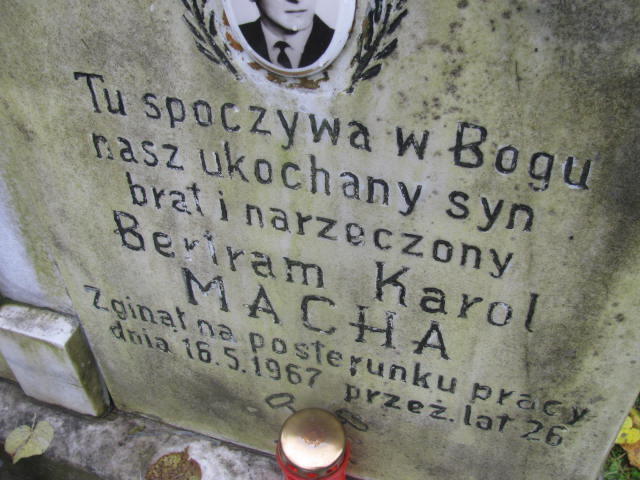 Tu spoczywa w Bogu
nasz ukochany syn
brat i narzeczony
Bertram Karol
MACHA
Zginął na posterunku pracy
dnia 16.5.1967 przeż. lat 26